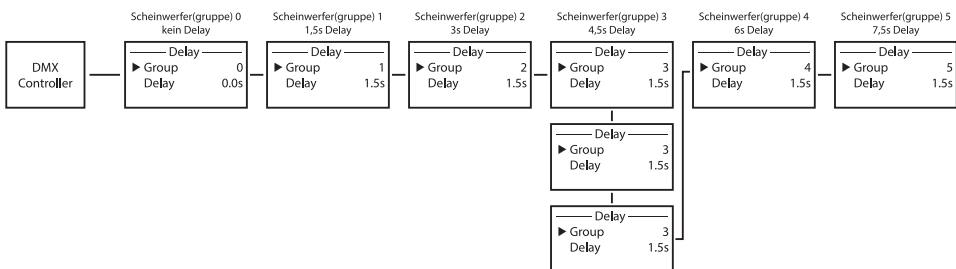 Scheinwerfer(gruppe) 0
kein Delay
Scheinwerfer(gruppe) 1
1,5s Delay
Scheinwerfer(gruppe) 2
3s Delay
Scheinwerfer(gruppe) 3
4,5s Delay
Scheinwerfer(gruppe) 4
6s Delay
Scheinwerfer(gruppe) 5
7,5s Delay
DMX
Controller
Delay
▶ Group 0
Delay 0.0s
Delay
▶ Group 1
Delay 1.5s
Delay
▶ Group 2
Delay 1.5s
Delay
▶ Group 3
Delay 1.5s
Delay
▶ Group 4
Delay 1.5s
Delay
▶ Group 5
Delay 1.5s
Delay
▶ Group 3
Delay 1.5s
Delay
▶ Group 3
Delay 1.5s